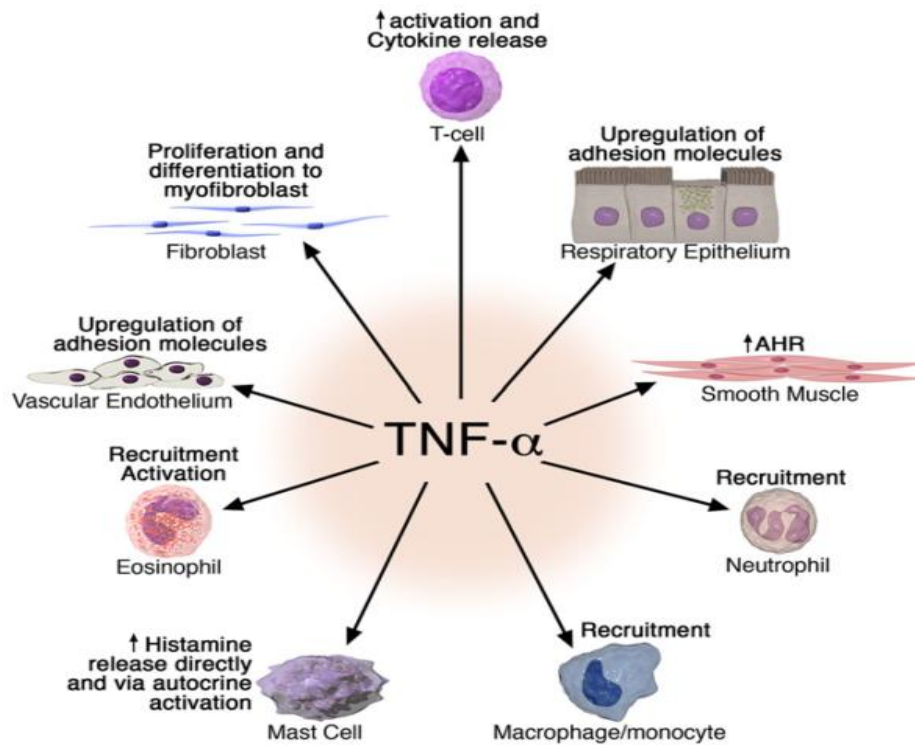 ↑activation and
Cytokine release
T-cell
Upregulation of
adhesion molecules
Respiratory Epithelium
↑AHR
Smooth Muscle
Recruitment
Neutrophil
Recruitment
Macrophage/monocyte
↑ Histamine
release directly
and via autocrine
activation
Mast Cell
Recruitment
Activation
Eosinophil
Upregulation of
adhesion molecules
Vascular Endothelium
Proliferation and
differentiation to
myofibroblast
Fibroblast
TNF-α